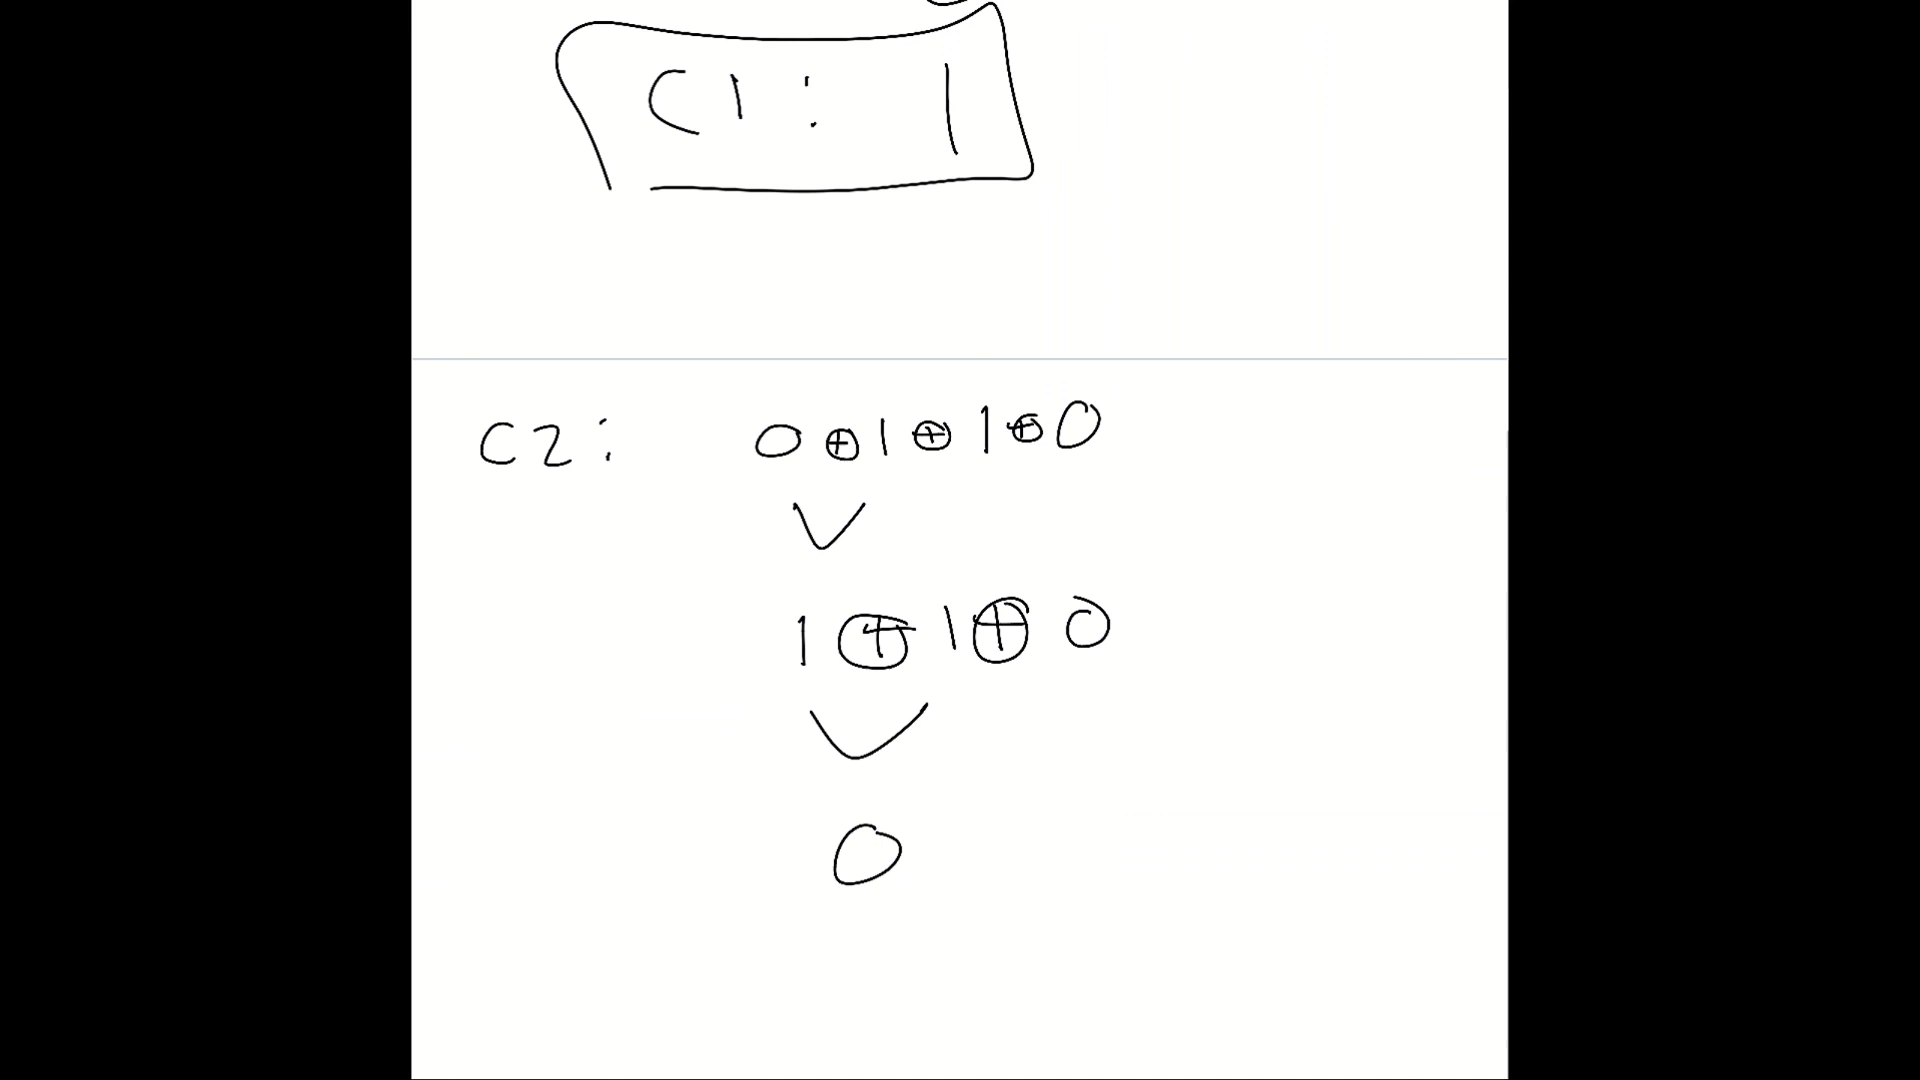 C1: 1
C2: 0 ⊕ 1 ⊕ 1 ⊕ 0
1 ⊕ 1 ⊕ 0
0